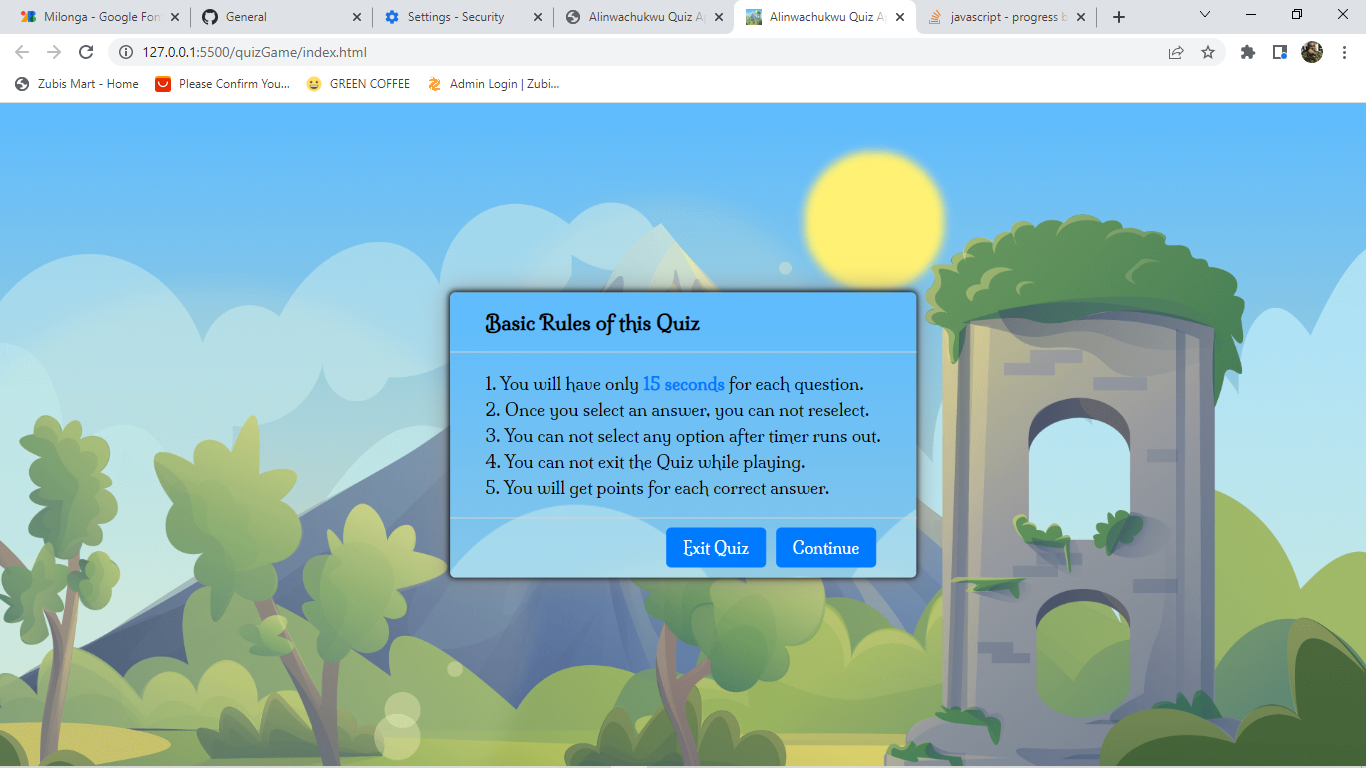 Milonga - Google Fon
General
Settings - Security
Alinwachukwu Quiz Ap
Alinwachukwu Quiz Ap
javascript - progress b
127.0.0.1:5500/quizGame/index.html
Zubis Mart - Home
Please Confirm You...
GREEN COFFEE
Admin Login | Zubi...
Basic Rules of this Quiz
1. You will have only 15 seconds for each question.
2. Once you select an answer, you can not reselect.
3. You can not select any option after timer runs out.
4. You can not exit the Quiz while playing.
5. You will get points for each correct answer.
Exit Quiz
Continue